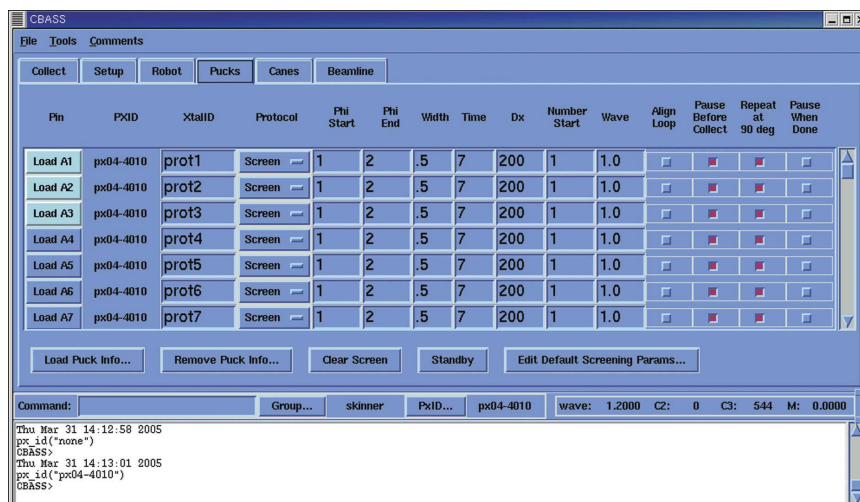 CBASS
File Tools Comments
Collect Setup Robot Pucks Canes Beamline
Pin PXID XtalID Protocol Phi Start Phi End Width Time Dx Number Start Wave Align Loop Pause Before Collect Repeat at 90 deg Pause When Done
Load A1 px04-4010 prot1 Screen 1 2 .5 7 200 1 1.0
Load A2 px04-4010 prot2 Screen 1 2 .5 7 200 1 1.0
Load A3 px04-4010 prot3 Screen 1 2 .5 7 200 1 1.0
Load A4 px04-4010 prot4 Screen 1 2 .5 7 200 1 1.0
Load A5 px04-4010 prot5 Screen 1 2 .5 7 200 1 1.0
Load A6 px04-4010 prot6 Screen 1 2 .5 7 200 1 1.0
Load A7 px04-4010 prot7 Screen 1 2 .5 7 200 1 1.0
Load Puck Info... Remove Puck Info... Clear Screen Standby Edit Default Screening Params...
Command: Group... skinner PxID... px04-4010 wave: 1.2000 C2: 0 C3: 544 M: 0.0000
Thu Mar 31 14:12:58 2005
px_id("none")
CBASS>
Thu Mar 31 14:13:01 2005
px_id("px04-4010")
CBASS>